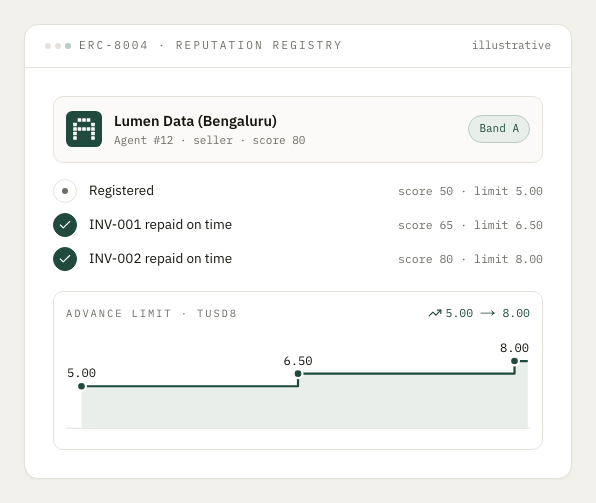 ERC-8004 · REPUTATION REGISTRY illustrative
Lumen Data (Bengaluru)
Agent #12 · seller · score 80
Band A
Registered score 50 · limit 5.00
INV-001 repaid on time score 65 · limit 6.50
INV-002 repaid on time score 80 · limit 8.00
ADVANCE LIMIT · TUSD8 5.00 → 8.00
5.00
6.50
8.00